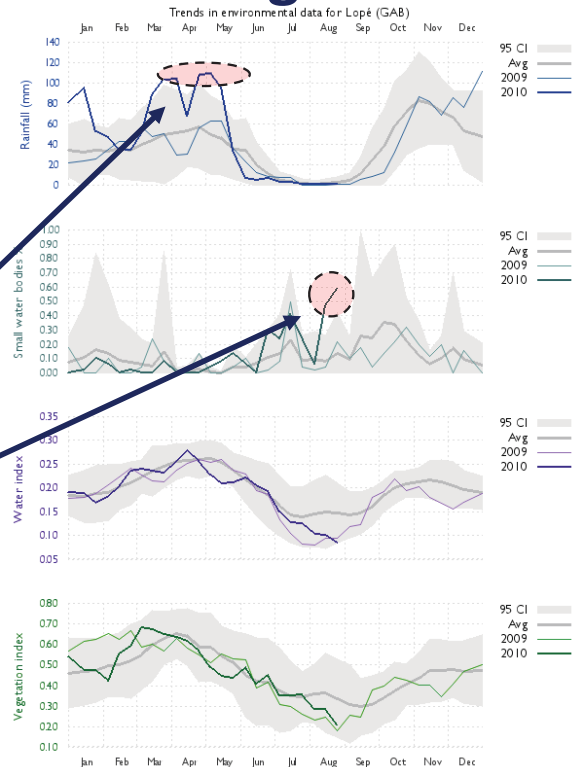 Trends in environmental data for Lopé (GAB)
Jan Feb Mar Apr May Jun Jul Aug Sep Oct Nov Dec
Rainfall (mm)
140
120
100
80
60
40
20
0
95 CI
Avg
2009
2010
Small water bodies
1.00
0.90
0.80
0.70
0.60
0.50
0.40
0.30
0.20
0.10
0.00
95 CI
Avg
2009
2010
Water index
0.35
0.30
0.25
0.20
0.15
0.10
0.05
95 CI
Avg
2009
2010
Vegetation index
0.80
0.70
0.60
0.50
0.40
0.30
0.20
0.10
95 CI
Avg
2009
2010
Jan Feb Mar Apr May Jun Jul Aug Sep Oct Nov Dec